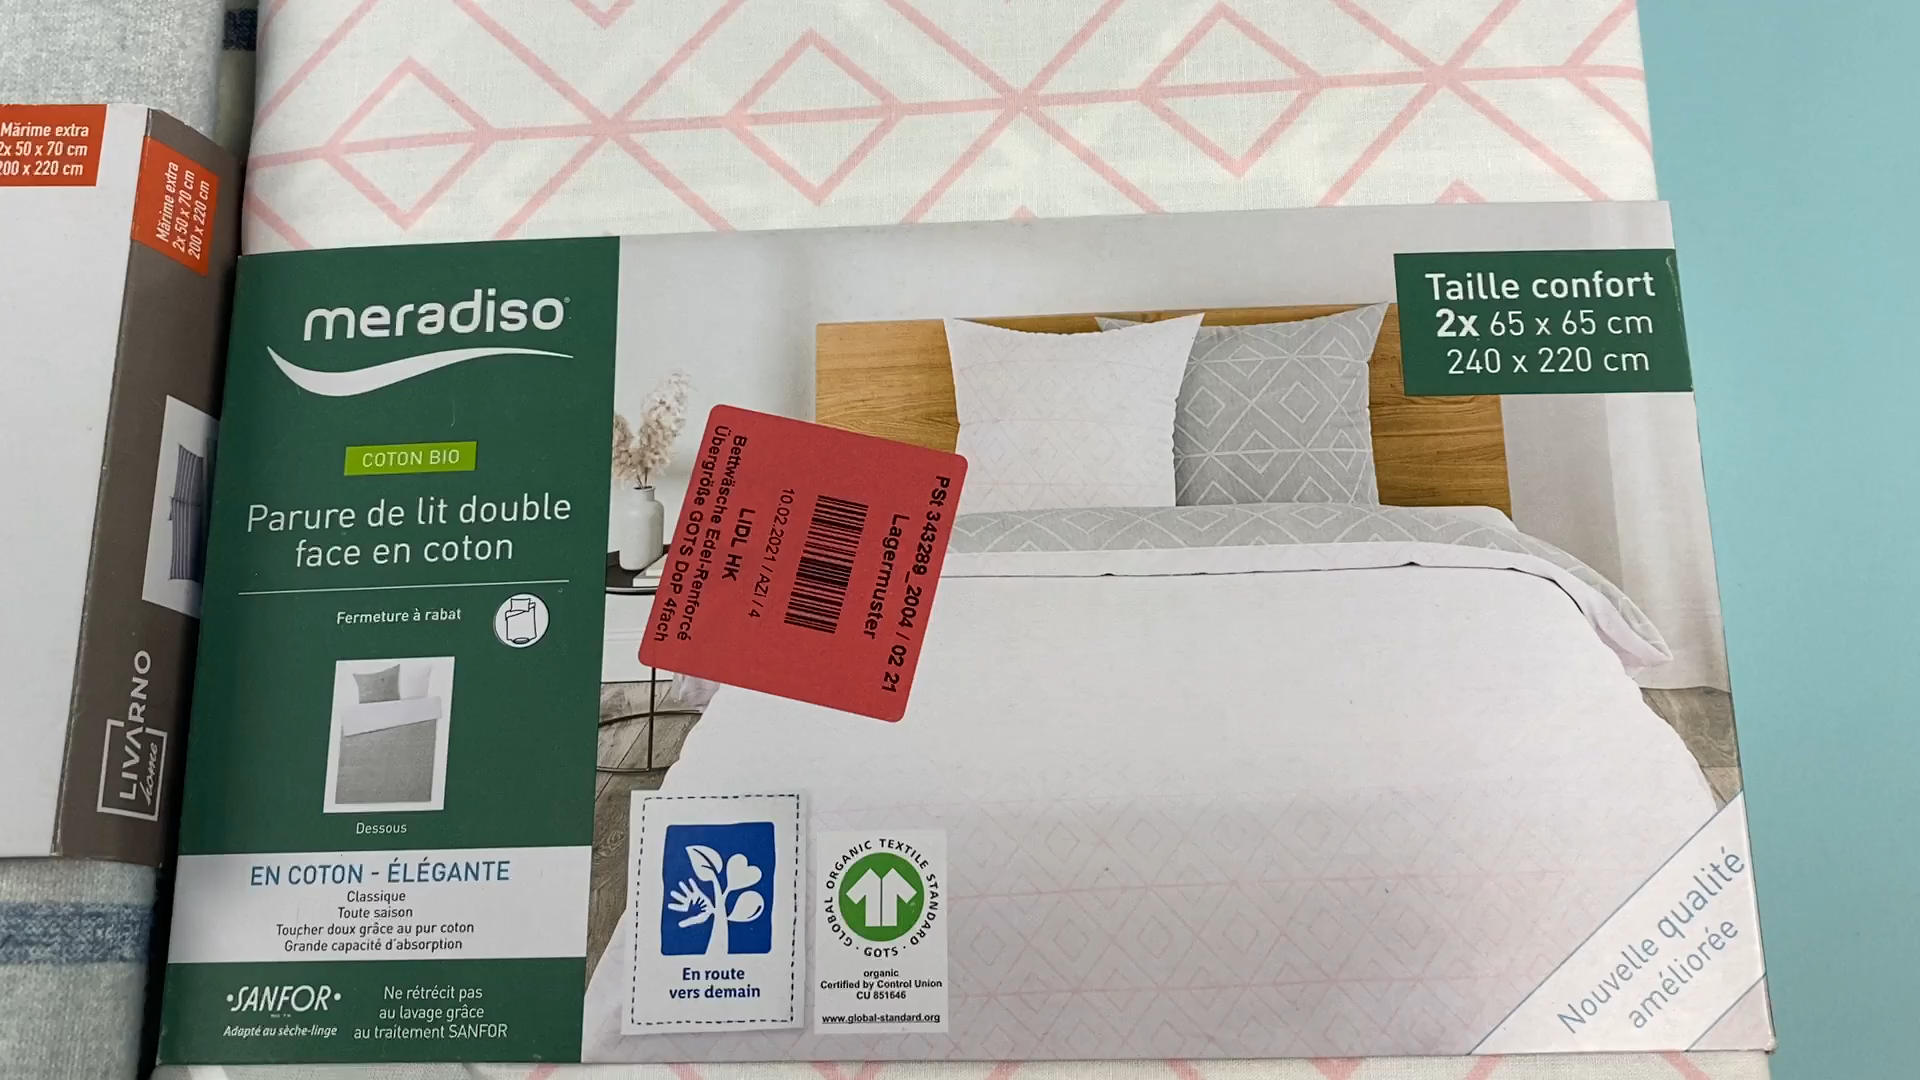 Mărime extra
2x 50 x 70 cm
200 x 220 cm
Mărime extra
2x 50 x 70 cm
200 x 220 cm
LIVARNO
home
meradiso®
COTON BIO
Parure de lit double
face en coton
Fermeture à rabat
Dessous
EN COTON - ÉLÉGANTE
Classique
Toute saison
Toucher doux grâce au pur coton
Grande capacité d'absorption
·SANFOR·
Adapté au sèche-linge
Ne rétrécit pas
au lavage grâce
au traitement SANFOR
Taille confort
2x 65 x 65 cm
240 x 220 cm
PSt 343289_2004 / 02 21
Lagermuster
10.02.2021 / AZI / 4
LIDL HK
Bettwäsche Edel-Renforcé
Übergröße GOTS DoP 4fach
En route
vers demain
GLOBAL ORGANIC TEXTILE STANDARD · GOTS ·
organic
Certified by Control Union
CU 851646
www.global-standard.org
Nouvelle qualité
améliorée